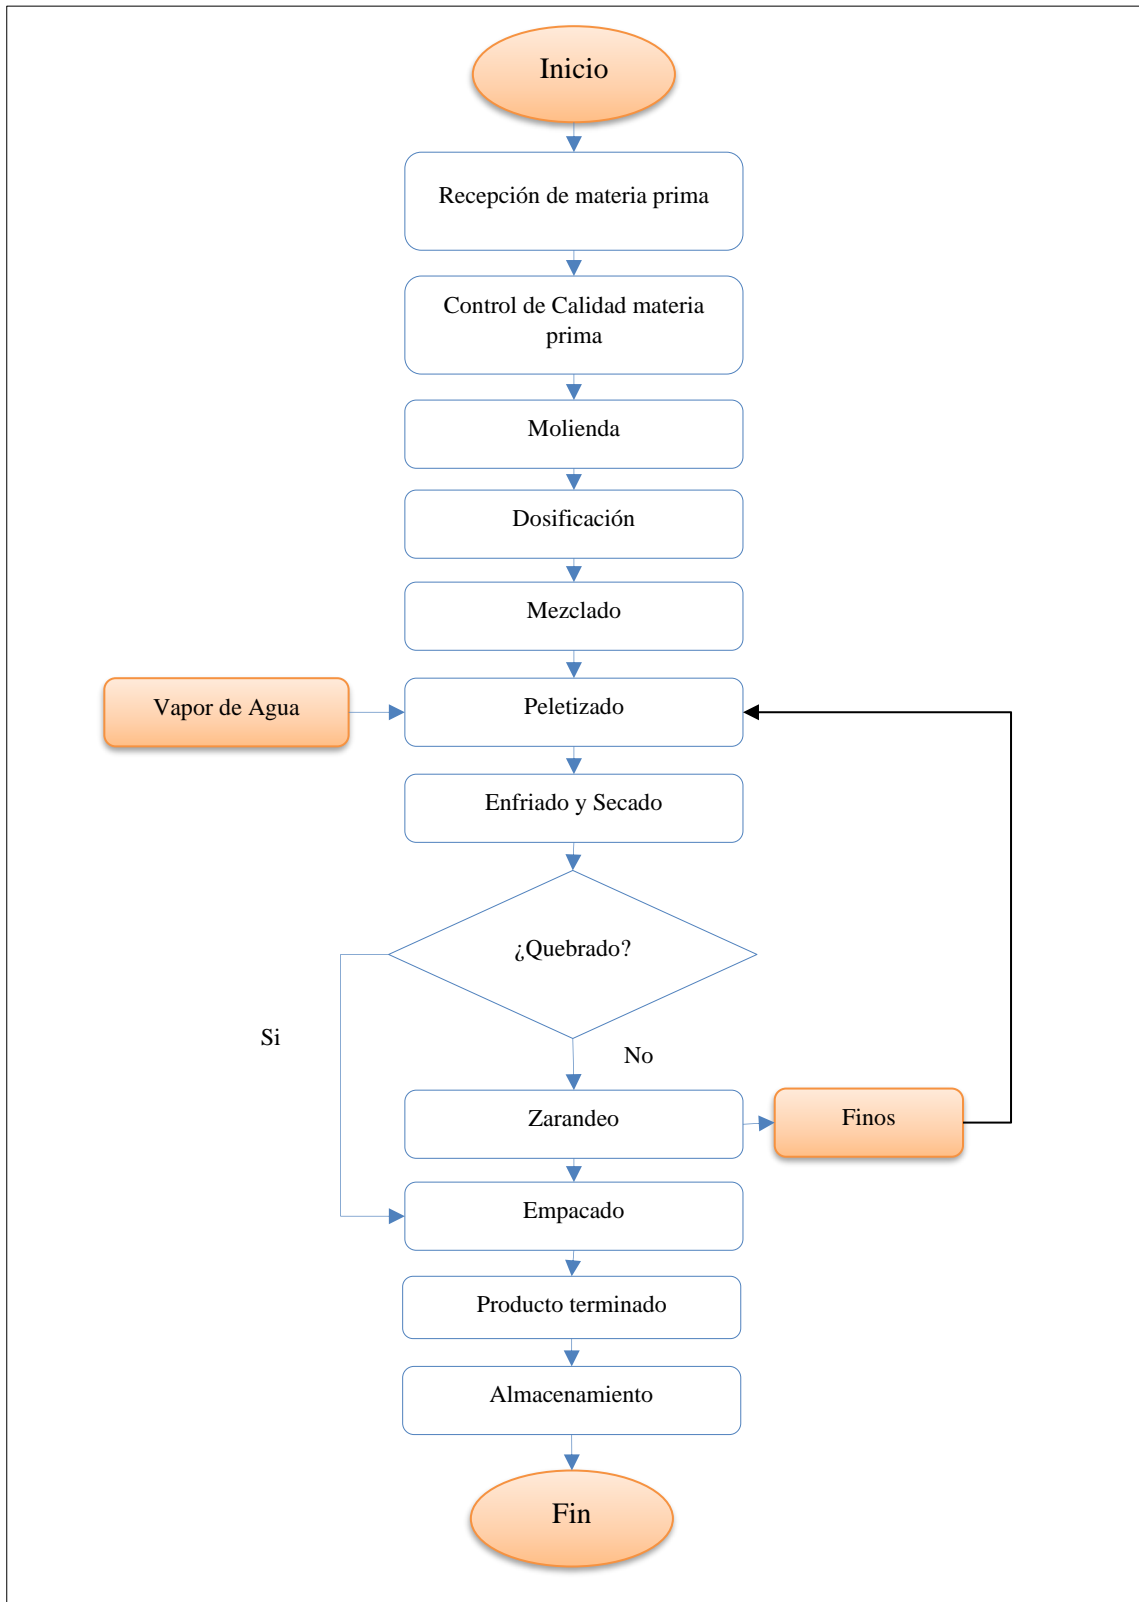 Inicio
Recepción de materia prima
Control de Calidad materia
prima
Molienda
Dosificación
Mezclado
Vapor de Agua
Peletizado
Enfriado y Secado
¿Quebrado?
Si
No
Zarandeo
Finos
Empacado
Producto terminado
Almacenamiento
Fin